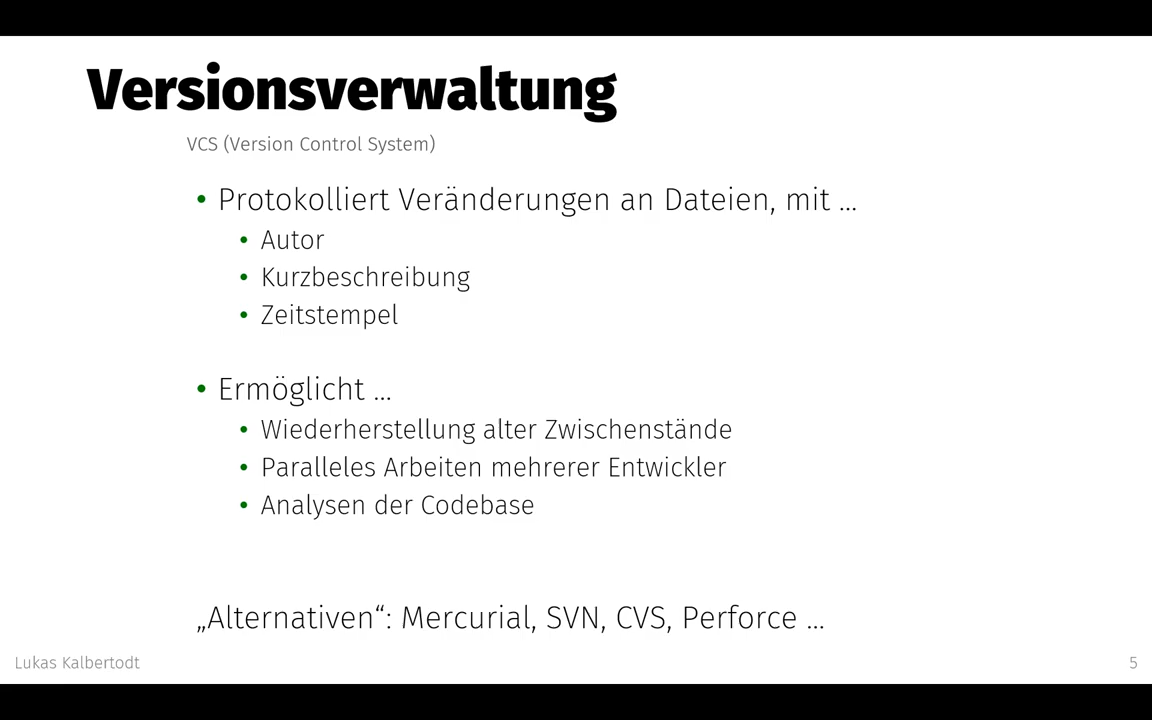 Versionsverwaltung
VCS (Version Control System)
• Protokolliert Veränderungen an Dateien, mit ...
• Autor
• Kurzbeschreibung
• Zeitstempel
• Ermöglicht ...
• Wiederherstellung alter Zwischenstände
• Paralleles Arbeiten mehrerer Entwickler
• Analysen der Codebase
„Alternativen“: Mercurial, SVN, CVS, Perforce ...
Lukas Kalbertodt
5